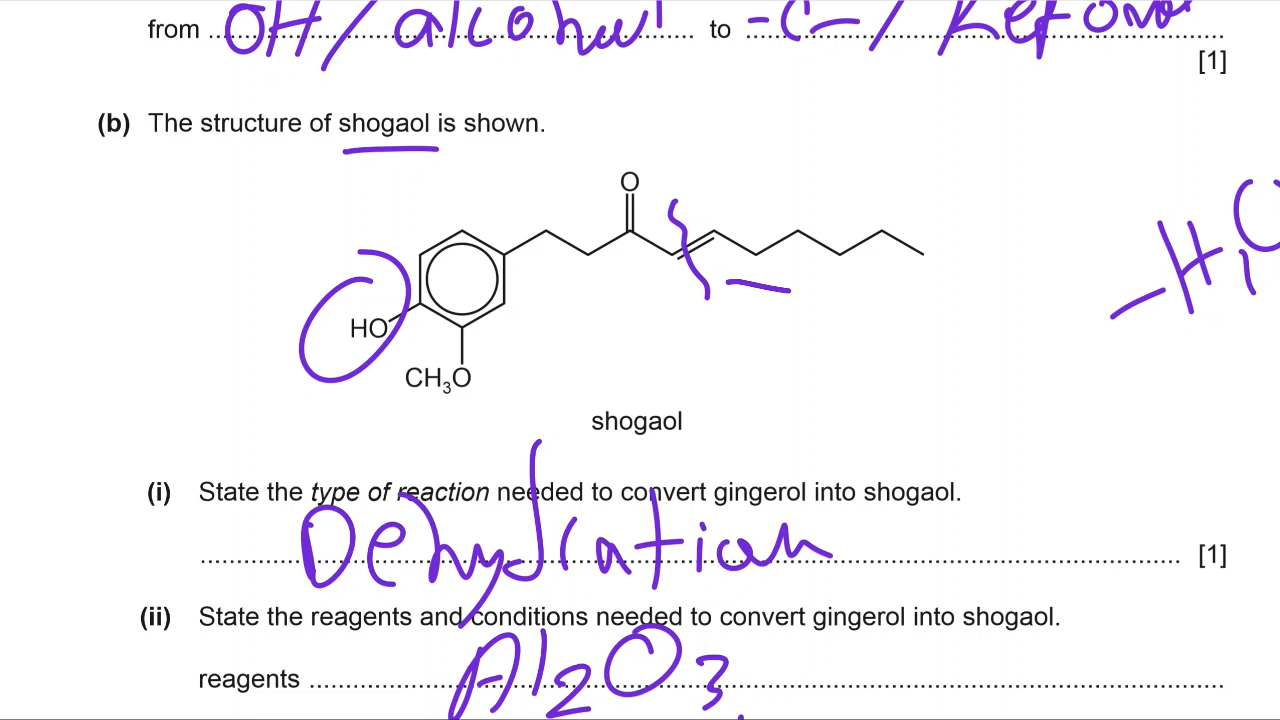 from OH / alcohol to -C- / Ketone
[1]
(b) The structure of shogaol is shown.
O
HO
CH3O
shogaol
(i) State the type of reaction needed to convert gingerol into shogaol.
Dehydration [1]
(ii) State the reagents and conditions needed to convert gingerol into shogaol.
reagents Al2O3